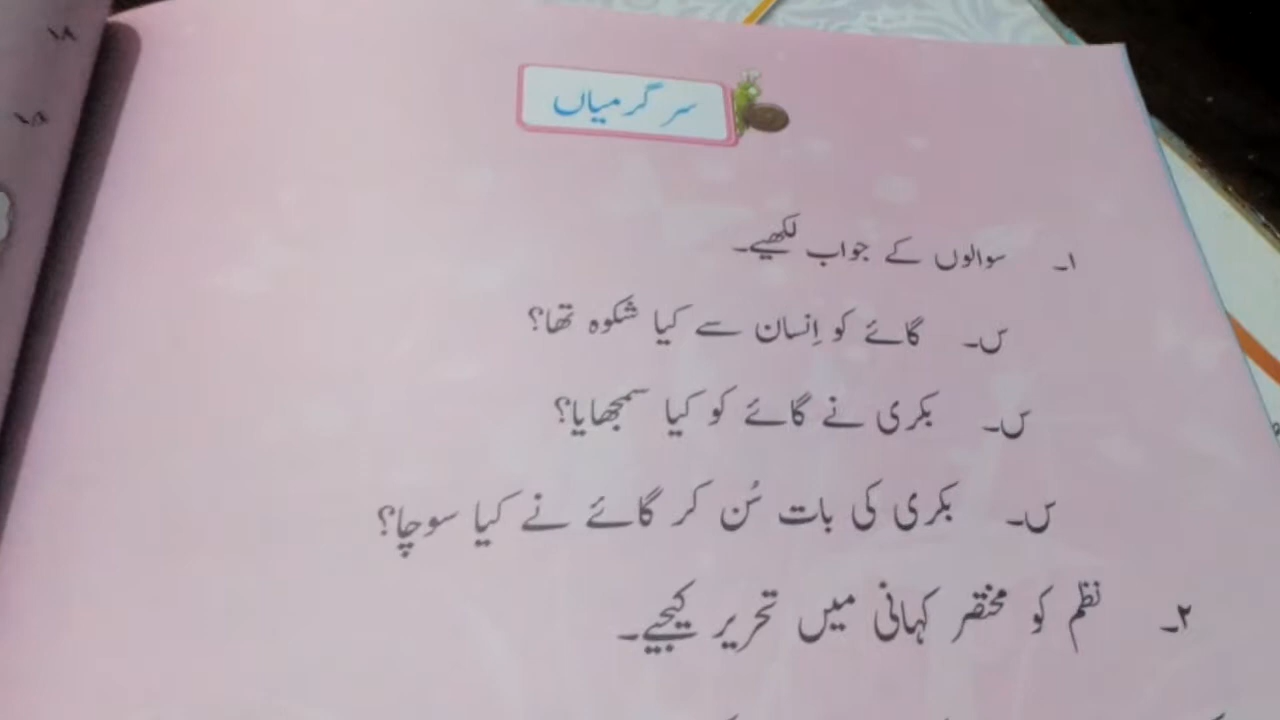 سرگرمیاں
۱۔ سوالوں کے جواب لکھیے۔
س۔ گائے کو اِنسان سے کیا شکوہ تھا؟
س۔ بکری نے گائے کو کیا سمجھایا؟
س۔ بکری کی بات سُن کر گائے نے کیا سوچا؟
۲۔ نظم کو مختصر کہانی میں تحریر کیجیے۔